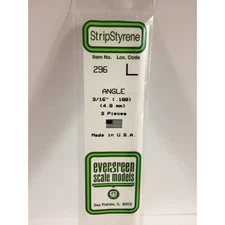 StripStyrene
Item No. Loc. Code
296 L
ANGLE
3/16" (.188)
(4.8 mm)
3 Pieces
Made in U.S.A.
evergreen
scale models
Des Plaines, IL 60018